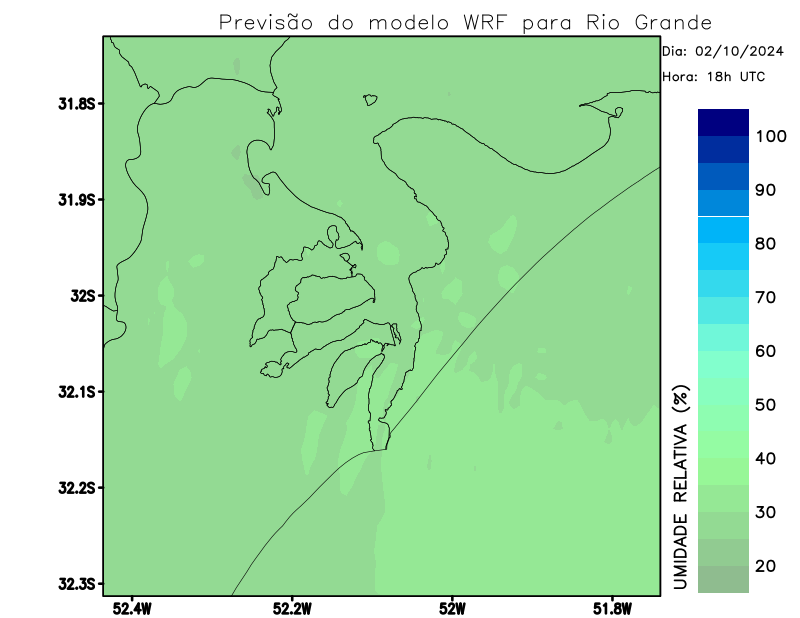 Previsão do modelo WRF para Rio Grande
Dia: 02/10/2024
Hora: 18h UTC
31.8S
31.9S
32S
32.1S
32.2S
32.3S
52.4W
52.2W
52W
51.8W
UMIDADE RELATIVA (%)
100
90
80
70
60
50
40
30
20